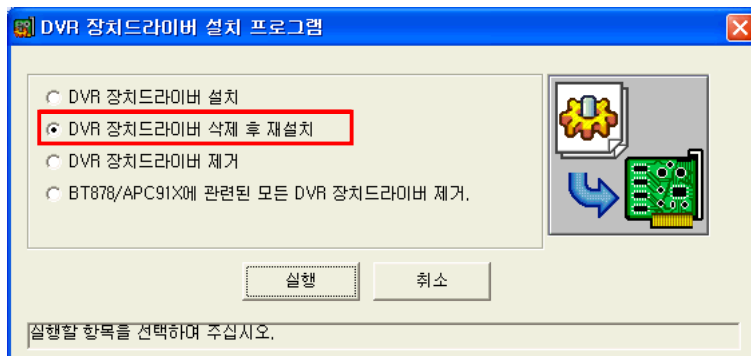 DVR 장치드라이버 설치 프로그램
DVR 장치드라이버 설치
DVR 장치드라이버 삭제 후 재설치
DVR 장치드라이버 제거
BT878/APC91X에 관련된 모든 DVR 장치드라이버 제거.
실행
취소
실행할 항목을 선택하여 주십시오.